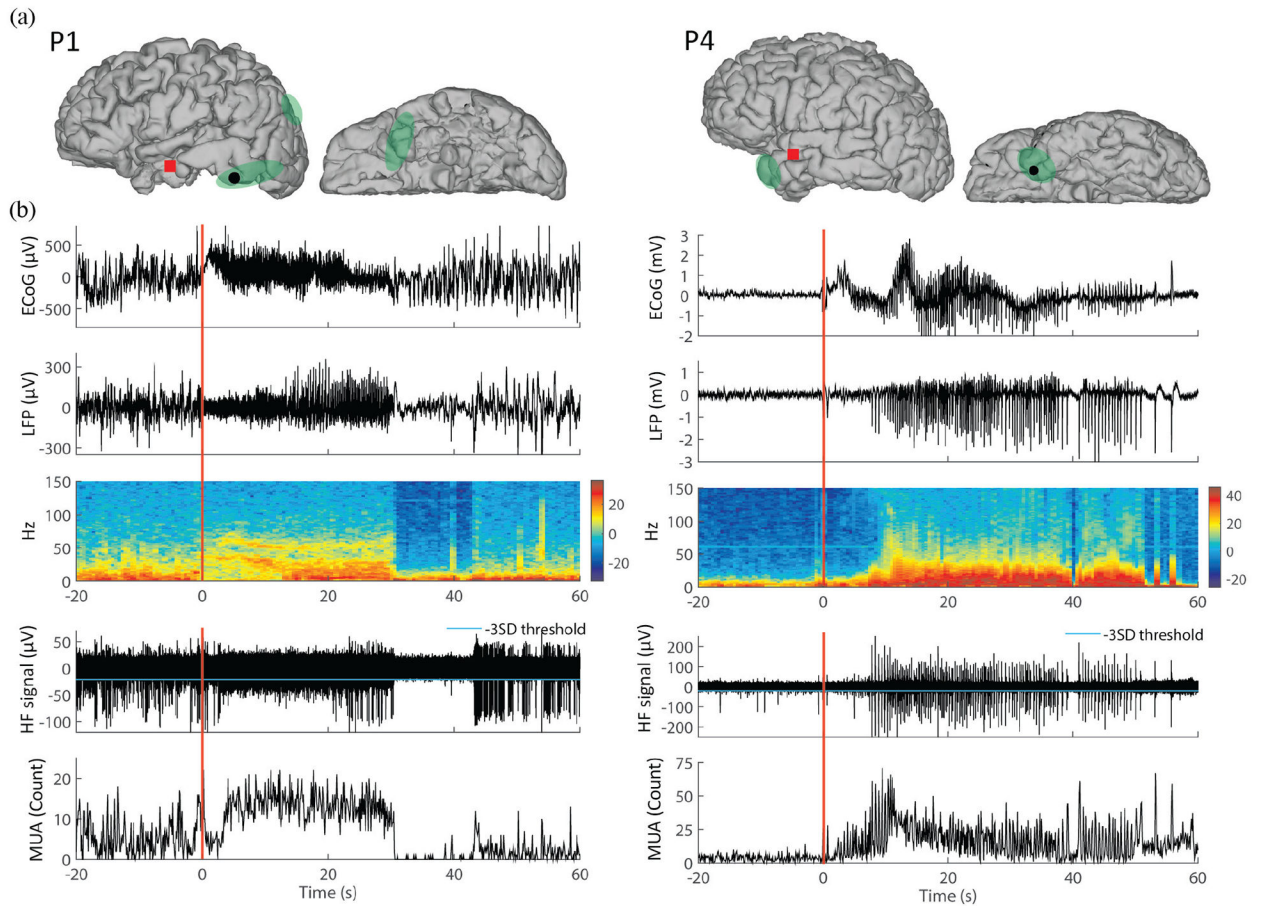 (a)
P1
P4
(b)
ECoG (µV)
500
0
-500
LFP (µV)
300
0
-300
Hz
150
100
50
0
20
0
-20
-20 0 20 40 60
HF signal (µV)
50
0
-50
-100
-3SD threshold
MUA (Count)
20
10
0
-20 0 20 40 60
Time (s)
ECoG (mV)
3
2
1
0
-1
-2
LFP (mV)
1
0
-1
-2
-3
Hz
150
100
50
0
40
20
0
-20
-20 0 20 40 60
HF signal (µV)
200
100
0
-100
-200
-3SD threshold
MUA (Count)
75
50
25
0
-20 0 20 40 60
Time (s)